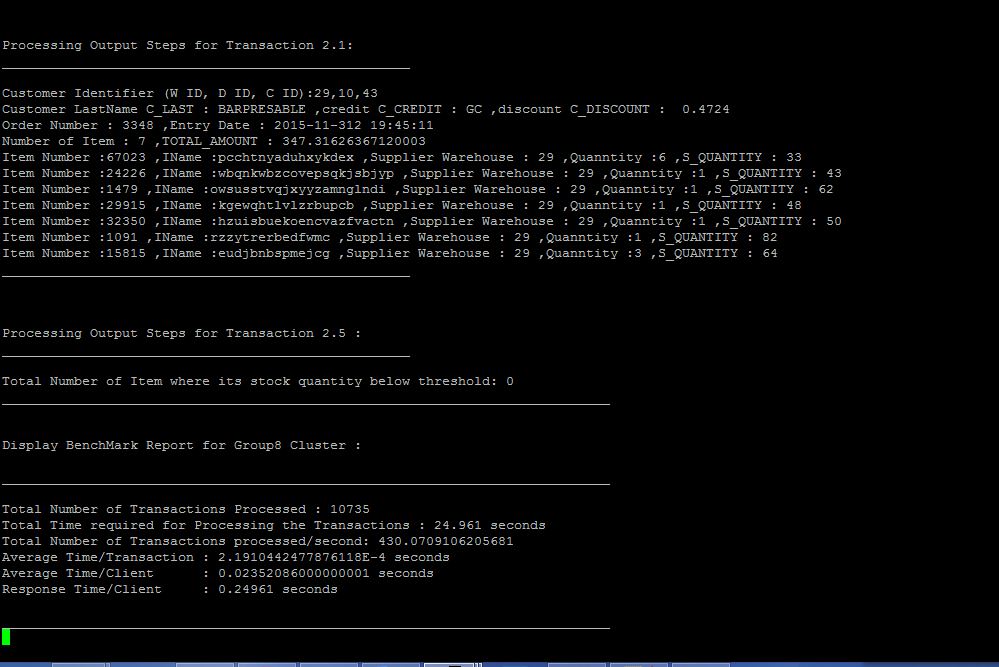 Processing Output Steps for Transaction 2.1:
Customer Identifier (W ID, D ID, C ID):29,10,43
Customer LastName C_LAST : BARPRESABLE ,credit C_CREDIT : GC ,discount C_DISCOUNT :  0.4724
Order Number : 3348 ,Entry Date : 2015-11-312 19:45:11
Number of Item : 7 ,TOTAL_AMOUNT : 347.31626367120003
Item Number :67023 ,IName :pcchtnyaduhxykdex ,Supplier Warehouse : 29 ,Quanntity :6 ,S_QUANTITY : 33
Item Number :24226 ,IName :wbqnkwbzcovepsqkjsbjyp ,Supplier Warehouse : 29 ,Quanntity :1 ,S_QUANTITY : 43
Item Number :1479 ,IName :owsusstvqjxyyzamnglndi ,Supplier Warehouse : 29 ,Quanntity :1 ,S_QUANTITY : 62
Item Number :29915 ,IName :kgewqhtlvlzrbupcb ,Supplier Warehouse : 29 ,Quanntity :1 ,S_QUANTITY : 48
Item Number :32350 ,IName :hzuisbuekoencvazfvactn ,Supplier Warehouse : 29 ,Quanntity :1 ,S_QUANTITY : 50
Item Number :1091 ,IName :rzzytrerbedfwmc ,Supplier Warehouse : 29 ,Quanntity :1 ,S_QUANTITY : 82
Item Number :15815 ,IName :eudjbnbspmejcg ,Supplier Warehouse : 29 ,Quanntity :3 ,S_QUANTITY : 64
Processing Output Steps for Transaction 2.5 :
Total Number of Item where its stock quantity below threshold: 0
Display BenchMark Report for Group8 Cluster :
Total Number of Transactions Processed : 10735
Total Time required for Processing the Transactions : 24.961 seconds
Total Number of Transactions processed/second: 430.0709106205681
Average Time/Transaction : 2.1910442477876118E-4 seconds
Average Time/Client      : 0.02352086000000001 seconds
Response Time/Client     : 0.24961 seconds